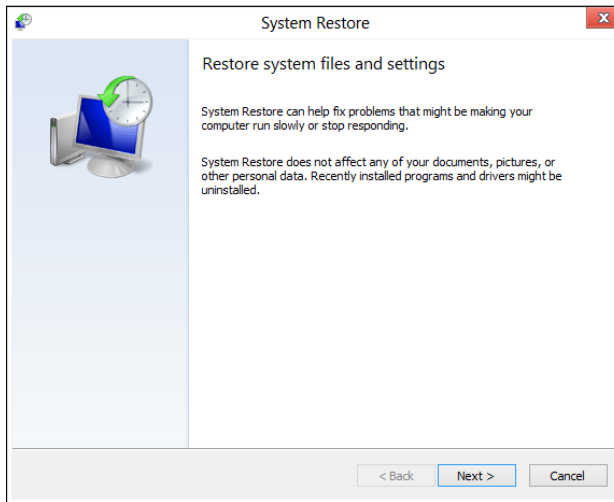 System Restore
Restore system files and settings
System Restore can help fix problems that might be making your
computer run slowly or stop responding.
System Restore does not affect any of your documents, pictures, or
other personal data. Recently installed programs and drivers might be
uninstalled.
< Back
Next >
Cancel